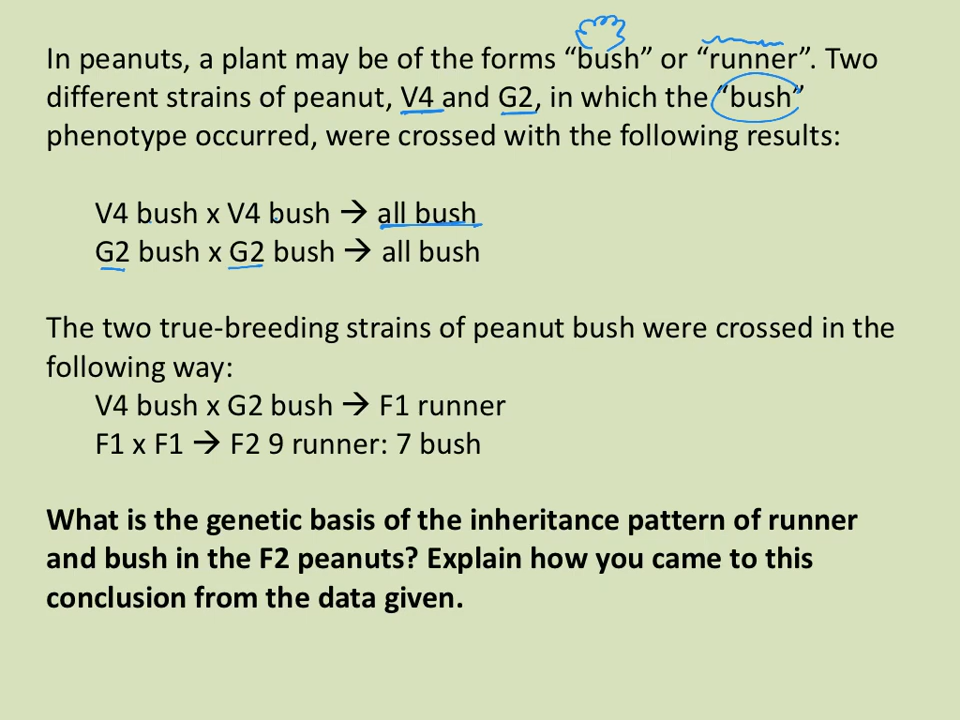 In peanuts, a plant may be of the forms “bush” or “runner”. Two
different strains of peanut, V4 and G2, in which the “bush”
phenotype occurred, were crossed with the following results:
V4 bush x V4 bush → all bush
G2 bush x G2 bush → all bush
The two true-breeding strains of peanut bush were crossed in the
following way:
V4 bush x G2 bush → F1 runner
F1 x F1 → F2 9 runner: 7 bush
What is the genetic basis of the inheritance pattern of runner
and bush in the F2 peanuts? Explain how you came to this
conclusion from the data given.